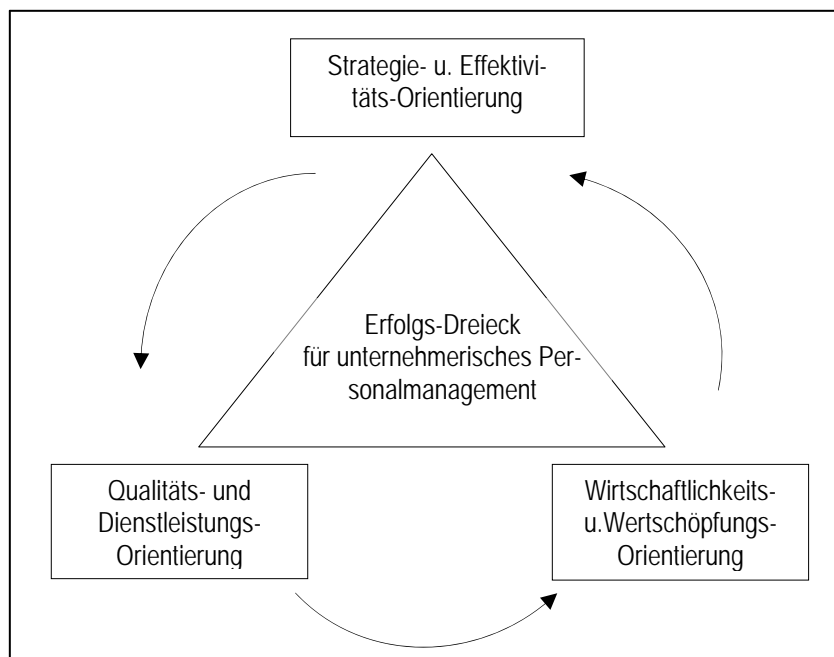 Strategie- u. Effektivi-
täts-Orientierung
Erfolgs-Dreieck
für unternehmerisches Per-
sonalmanagement
Qualitäts- und
Dienstleistungs-
Orientierung
Wirtschaftlichkeits-
u.Wertschöpfungs-
Orientierung